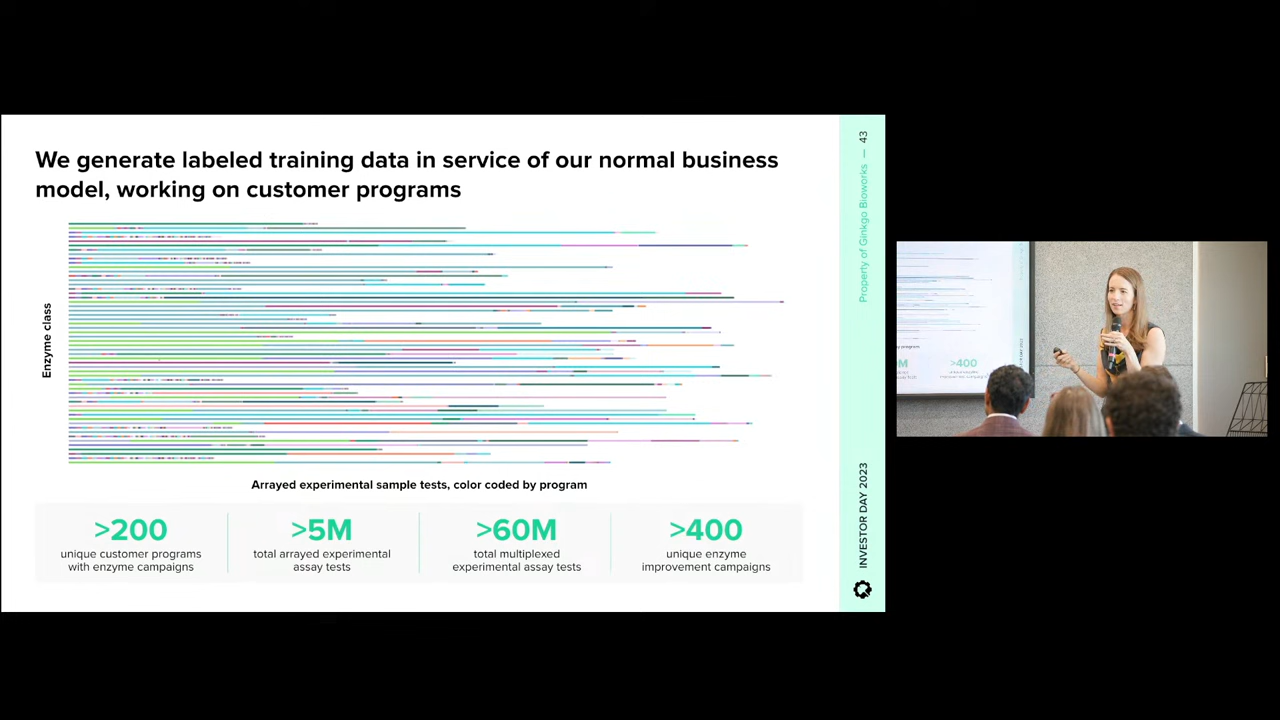 We generate labeled training data in service of our normal business
model, working on customer programs
Enzyme class
Arrayed experimental sample tests, color coded by program
>200
unique customer programs
with enzyme campaigns
>5M
total arrayed experimental
assay tests
>60M
total multiplexed
experimental assay tests
>400
unique enzyme
improvement campaigns
Property of Ginkgo Bioworks — 43
INVESTOR DAY 2023
>400